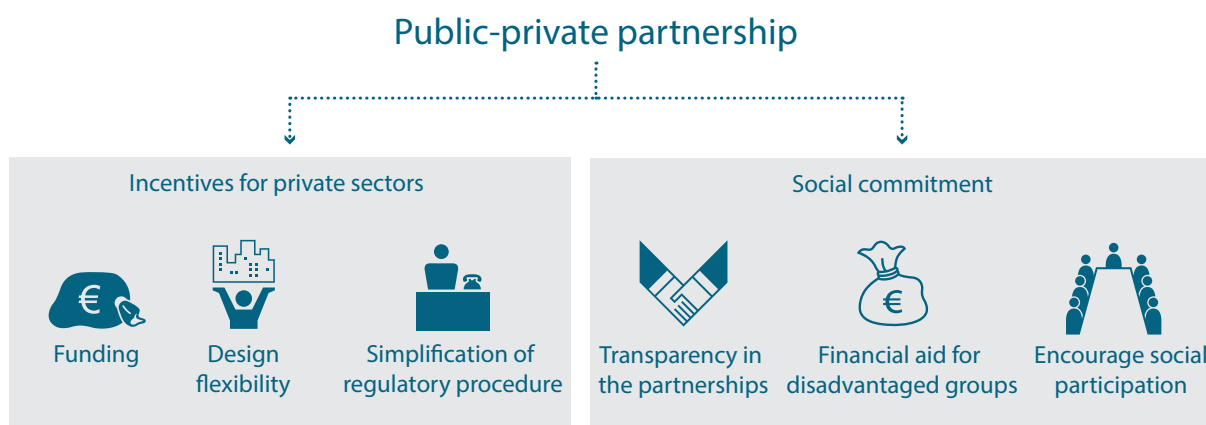 Public-private partnership
Incentives for private sectors
€
Funding
Design
flexibility
Simplification of
regulatory procedure
Social commitment
Transparency in
the partnerships
€
Financial aid for
disadvantaged groups
Encourage social
participation